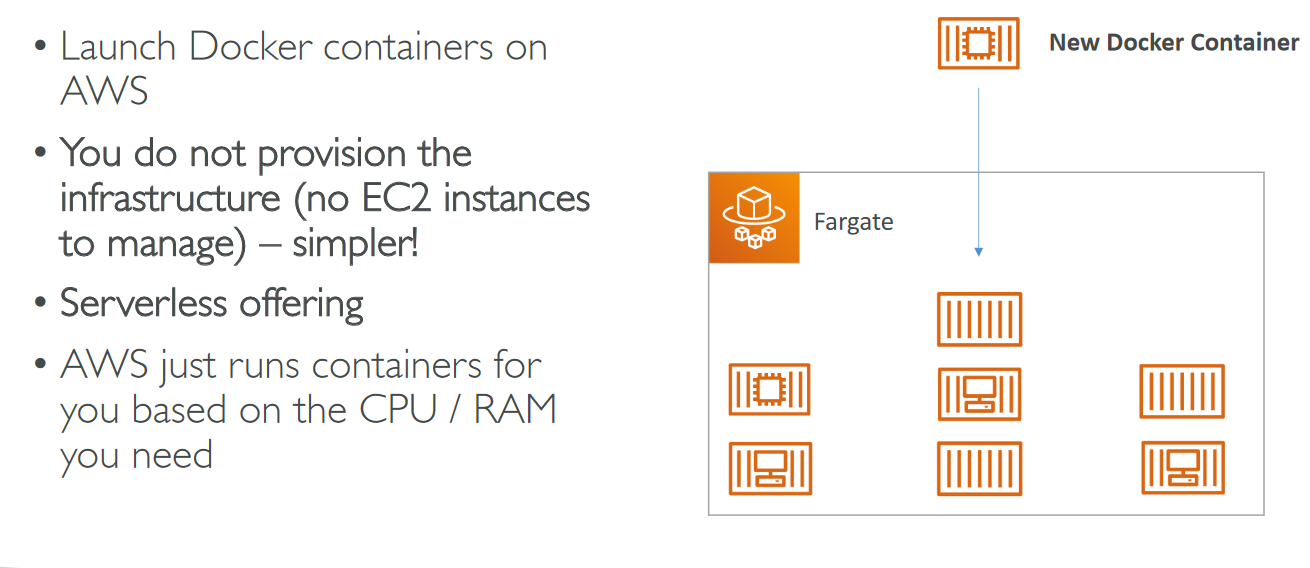 • Launch Docker containers on
AWS
• You do not provision the
infrastructure (no EC2 instances
to manage) – simpler!
• Serverless offering
• AWS just runs containers for
you based on the CPU / RAM
you need
New Docker Container
Fargate